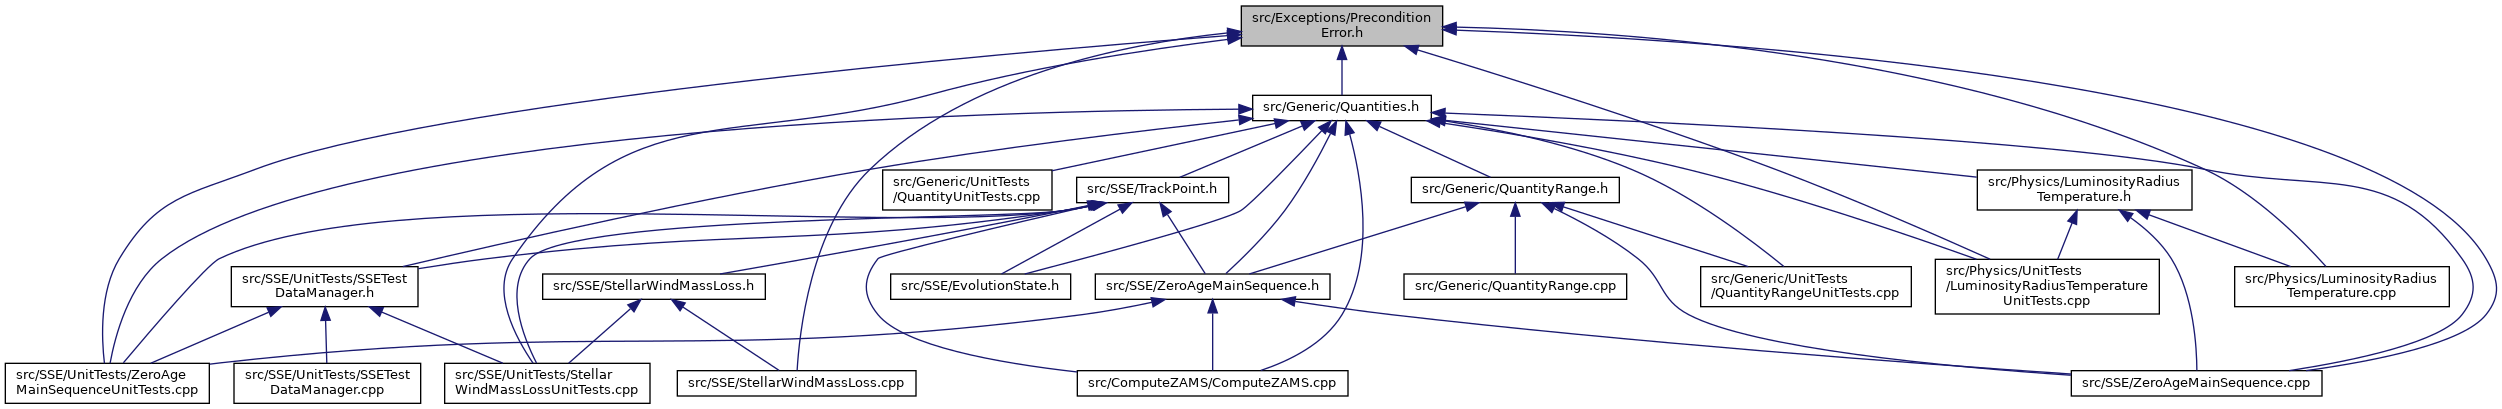 src/Exceptions/Precondition
Error.h
src/Generic/Quantities.h
src/Generic/UnitTests
/QuantityUnitTests.cpp
src/SSE/TrackPoint.h
src/Generic/QuantityRange.h
src/Physics/LuminosityRadius
Temperature.h
src/SSE/UnitTests/SSETest
DataManager.h
src/SSE/StellarWindMassLoss.h
src/SSE/EvolutionState.h
src/SSE/ZeroAgeMainSequence.h
src/Generic/QuantityRange.cpp
src/Generic/UnitTests
/QuantityRangeUnitTests.cpp
src/Physics/UnitTests
/LuminosityRadiusTemperature
UnitTests.cpp
src/Physics/LuminosityRadius
Temperature.cpp
src/SSE/UnitTests/ZeroAge
MainSequenceUnitTests.cpp
src/SSE/UnitTests/SSETest
DataManager.cpp
src/SSE/UnitTests/Stellar
WindMassLossUnitTests.cpp
src/SSE/StellarWindMassLoss.cpp
src/ComputeZAMS/ComputeZAMS.cpp
src/SSE/ZeroAgeMainSequence.cpp